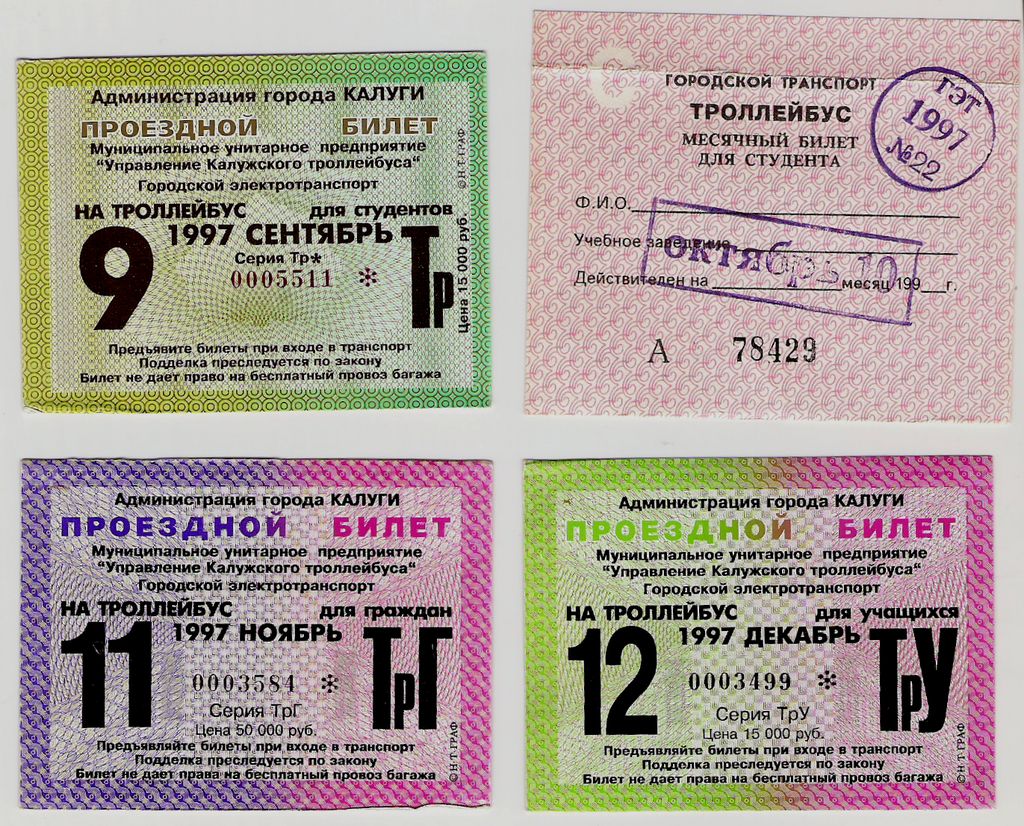 Администрация города КАЛУГИ
ПРОЕЗДНОЙ БИЛЕТ
Муниципальное унитарное предприятие
"Управление Калужского троллейбуса"
Городской электротранспорт
НА ТРОЛЛЕЙБУС для студентов
9 1997 СЕНТЯБРЬ Тр
Серия Тр*
0005511 *
Предъявите билеты при входе в транспорт
Подделка преследуется по закону
Билет не дает право на бесплатный провоз багажа
Цена 15 000 руб.
© Н·Т·ГРАФ
ГОРОДСКОЙ ТРАНСПОРТ
ТРОЛЛЕЙБУС
МЕСЯЧНЫЙ БИЛЕТ
ДЛЯ СТУДЕНТА
ГЭТ
1997
№22
Ф.И.О.
Учебное заведение
октябрь 10
Действителен на месяц 199 г.
А 78429
Администрация города КАЛУГИ
ПРОЕЗДНОЙ БИЛЕТ
Муниципальное унитарное предприятие
"Управление Калужского троллейбуса"
Городской электротранспорт
НА ТРОЛЛЕЙБУС для граждан
11 1997 НОЯБРЬ ТрГ
0003584 *
Серия ТрГ
Цена 50 000 руб.
Предъявляйте билеты при входе в транспорт
Подделка преследуется по закону
Билет не дает права на бесплатный провоз багажа
© Н·Т·ГРАФ
Администрация города КАЛУГИ
ПРОЕЗДНОЙ БИЛЕТ
Муниципальное унитарное предприятие
"Управление Калужского троллейбуса"
Городской электротранспорт
НА ТРОЛЛЕЙБУС для учащихся
12 1997 ДЕКАБРЬ ТрУ
0003499 *
Серия ТрУ
Цена 15 000 руб.
Предъявляйте билеты при входе в транспорт
Подделка преследуется по закону
Билет не дает права на бесплатный провоз багажа
© Н·Т·ГРАФ